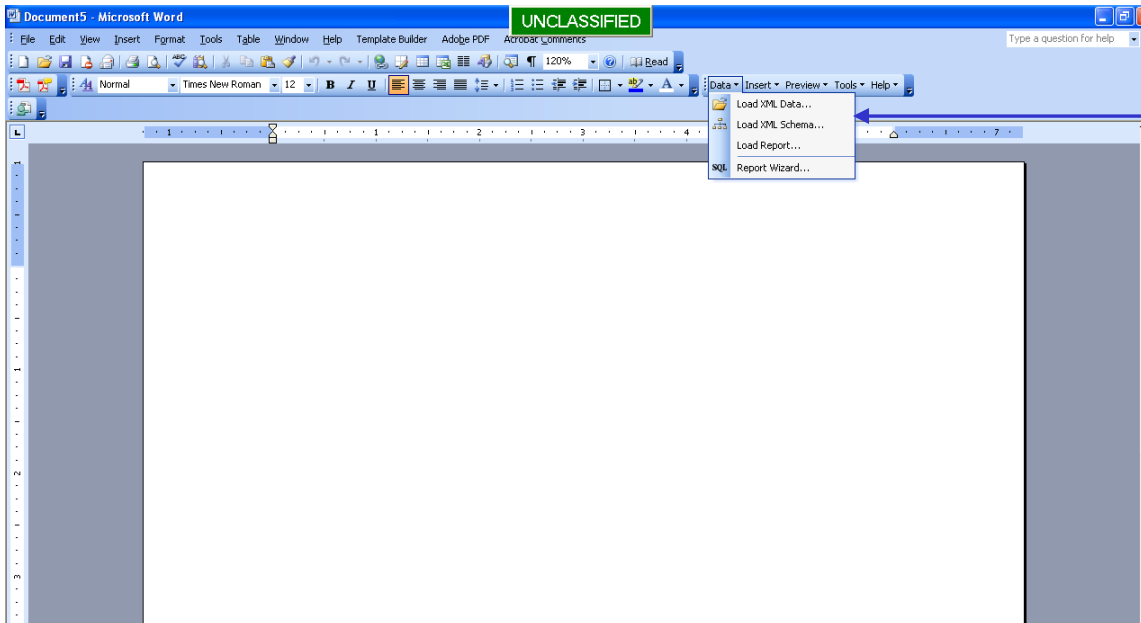 Document5 - Microsoft Word
UNCLASSIFIED
File Edit View Insert Format Tools Table Window Help Template Builder Adobe PDF Acrobat Comments
Type a question for help
120% Read
Normal Times New Roman 12 B I U A Data Insert Preview Tools Help
Load XML Data...
Load XML Schema...
Load Report...
SQL Report Wizard...
1 1 2 3 4 7
1
1
2
3